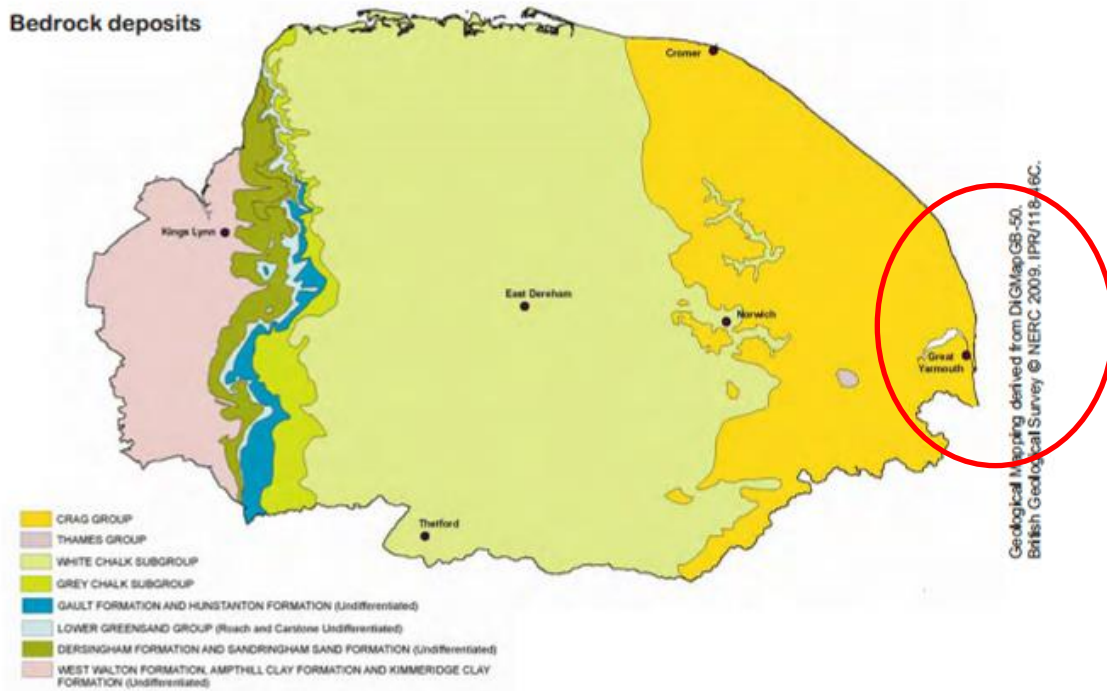 Bedrock deposits
Cromer
Kings Lynn
East Dereham
Norwich
Great
Yarmouth
Thetford
CRAG GROUP
THAMES GROUP
WHITE CHALK SUBGROUP
GREY CHALK SUBGROUP
GAULT FORMATION AND HUNSTANTON FORMATION (Undifferentiated)
LOWER GREENSAND GROUP (Roach and Carstone Undifferentiated)
DERSINGHAM FORMATION AND SANDRINGHAM SAND FORMATION (Undifferentiated)
WEST WALTON FORMATION, AMPTHILL CLAY FORMATION AND KIMMERIDGE CLAY
FORMATION (Undifferentiated)
Geological Mapping derived from DiGMapGB-50.
British Geological Survey © NERC 2009. IPR/118-46C.